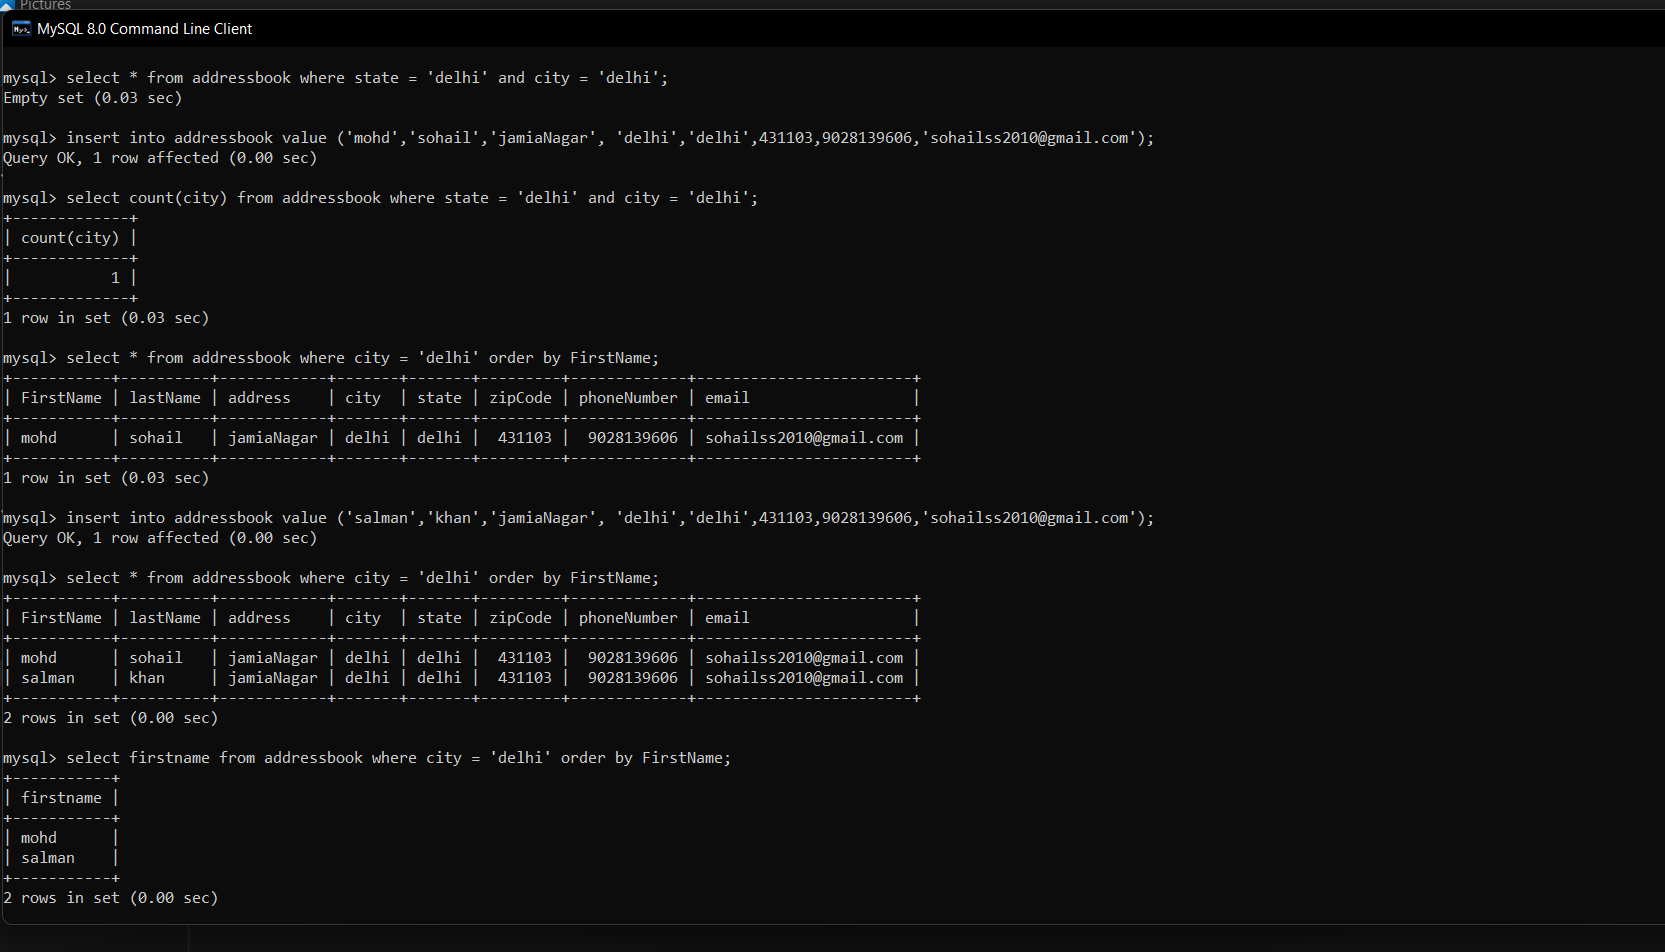 Pictures
MySQL 8.0 Command Line Client
mysql> select * from addressbook where state = 'delhi' and city = 'delhi';
Empty set (0.03 sec)
mysql> insert into addressbook value ('mohd','sohail','jamiaNagar', 'delhi','delhi',431103,9028139606,'sohailss2010@gmail.com');
Query OK, 1 row affected (0.00 sec)
mysql> select count(city) from addressbook where state = 'delhi' and city = 'delhi';
+-------------+
| count(city) |
+-------------+
|           1 |
+-------------+
1 row in set (0.03 sec)
mysql> select * from addressbook where city = 'delhi' order by FirstName;
+-----------+----------+------------+-------+-------+---------+-------------+------------------------+
| FirstName | lastName | address    | city  | state | zipCode | phoneNumber | email                  |
+-----------+----------+------------+-------+-------+---------+-------------+------------------------+
| mohd      | sohail   | jamiaNagar | delhi | delhi |  431103 |  9028139606 | sohailss2010@gmail.com |
+-----------+----------+------------+-------+-------+---------+-------------+------------------------+
1 row in set (0.03 sec)
mysql> insert into addressbook value ('salman','khan','jamiaNagar', 'delhi','delhi',431103,9028139606,'sohailss2010@gmail.com');
Query OK, 1 row affected (0.00 sec)
mysql> select * from addressbook where city = 'delhi' order by FirstName;
+-----------+----------+------------+-------+-------+---------+-------------+------------------------+
| FirstName | lastName | address    | city  | state | zipCode | phoneNumber | email                  |
+-----------+----------+------------+-------+-------+---------+-------------+------------------------+
| mohd      | sohail   | jamiaNagar | delhi | delhi |  431103 |  9028139606 | sohailss2010@gmail.com |
| salman    | khan     | jamiaNagar | delhi | delhi |  431103 |  9028139606 | sohailss2010@gmail.com |
+-----------+----------+------------+-------+-------+---------+-------------+------------------------+
2 rows in set (0.00 sec)
mysql> select firstname from addressbook where city = 'delhi' order by FirstName;
+-----------+
| firstname |
+-----------+
| mohd      |
| salman    |
+-----------+
2 rows in set (0.00 sec)